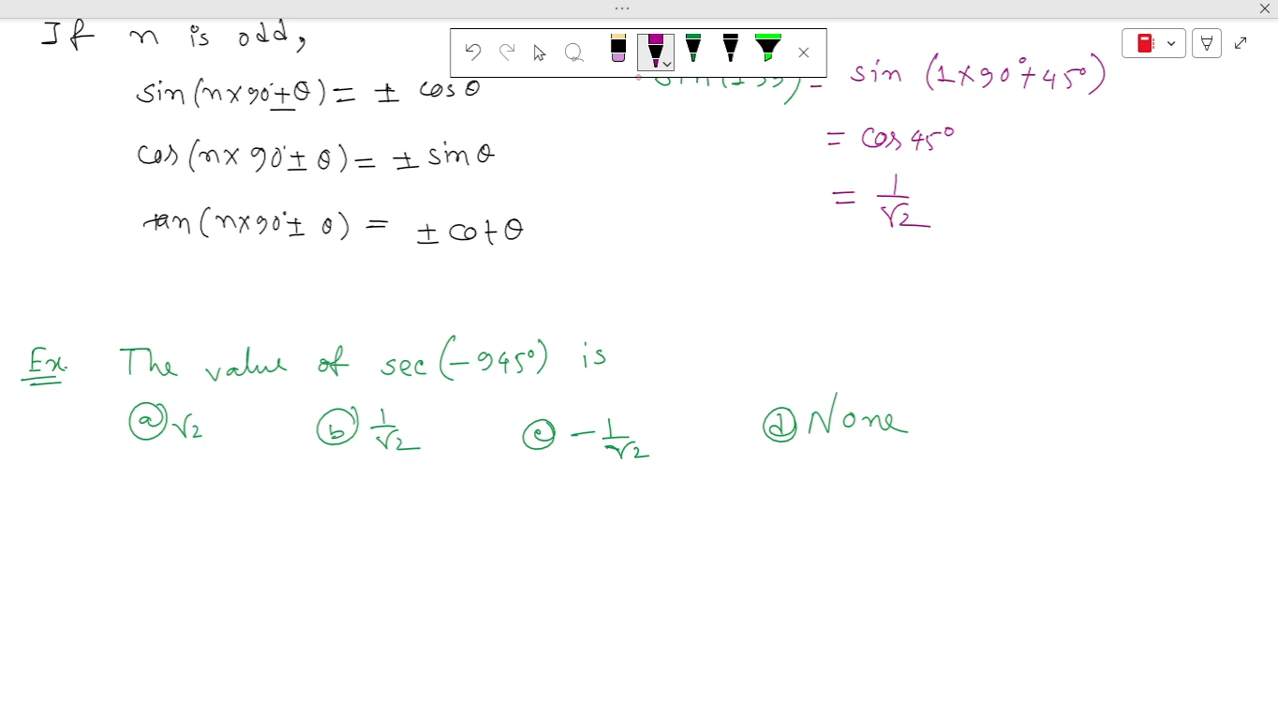 If n is odd,
sin(n×90°±θ) = ± cosθ
cos(n×90°±θ) = ± sinθ
tan(n×90°±θ) = ± cotθ
= sin (1×90°+45°)
= cos 45°
= 1/√2
Ex. The value of sec(-945°) is
ⓐ √2 ⓑ 1/√2 ⓒ -1/√2 ⓓ None